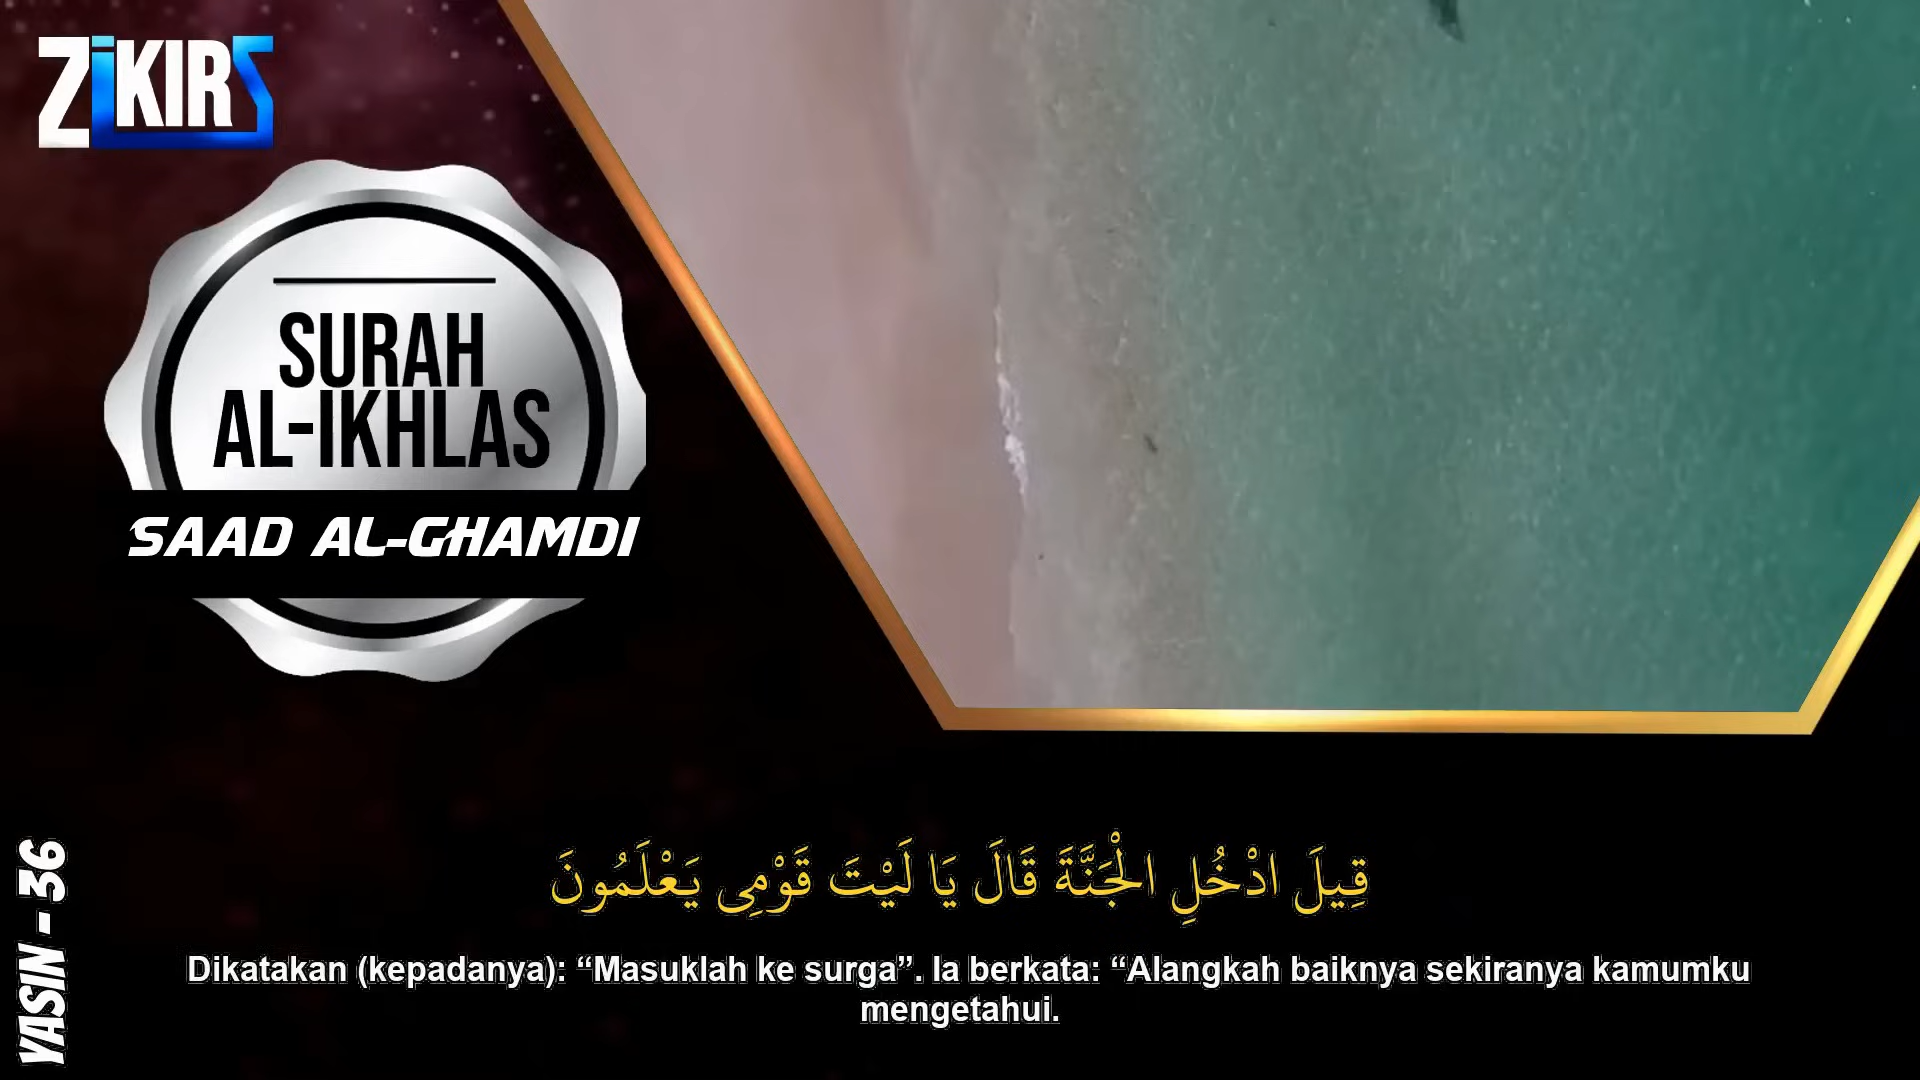 ZiKIRS
SURAH
AL-IKHLAS
SAAD AL-GHAMDI
قِيلَ ادْخُلِ الْجَنَّةَ قَالَ يَا لَيْتَ قَوْمِي يَعْلَمُونَ
Dikatakan (kepadanya): “Masuklah ke surga”. Ia berkata: “Alangkah baiknya sekiranya kamumku
mengetahui.
YASIN - 36